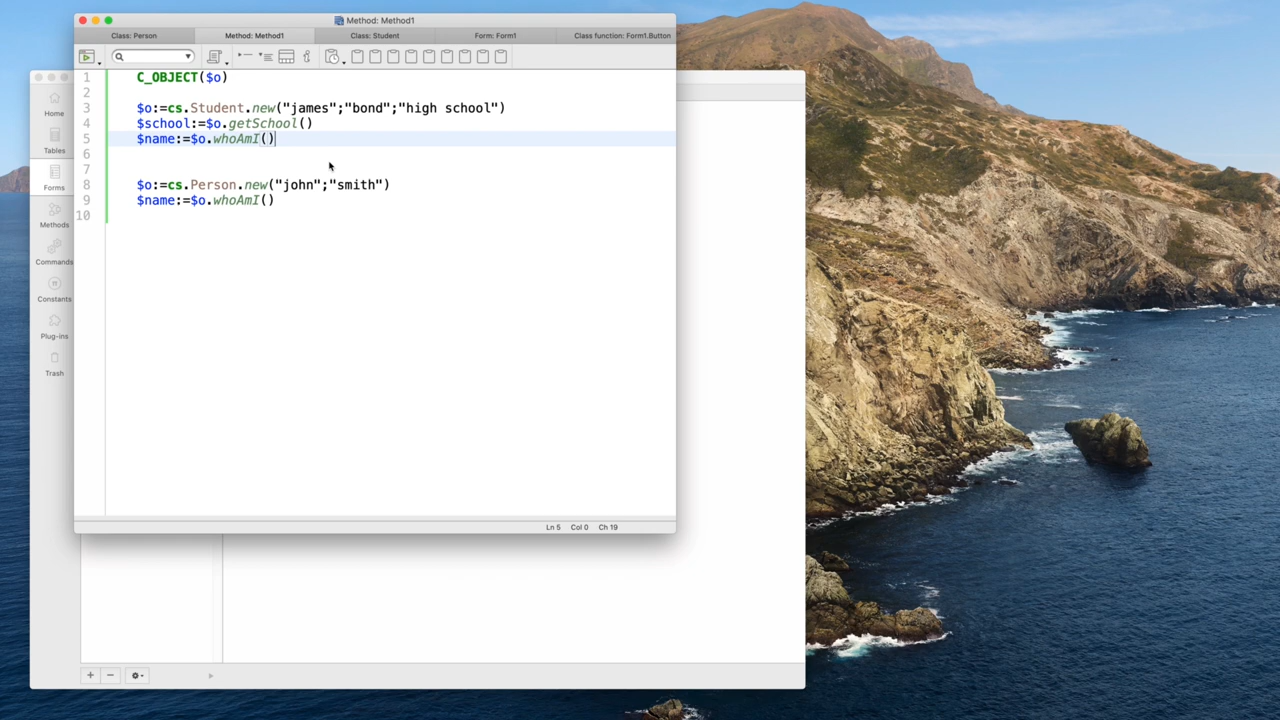 Method: Method1
Class: Person
Method: Method1
Class: Student
Form: Form1
Class function: Form1.Button
1 C_OBJECT($o)
2
3 $o:=cs.Student.new("james";"bond";"high school")
4 $school:=$o.getSchool()
5 $name:=$o.whoAmI()
6
7
8 $o:=cs.Person.new("john";"smith")
9 $name:=$o.whoAmI()
10
Home
Tables
Forms
Methods
Commands
Constants
Plug-ins
Trash
Ln 5 Col 0 Ch 19